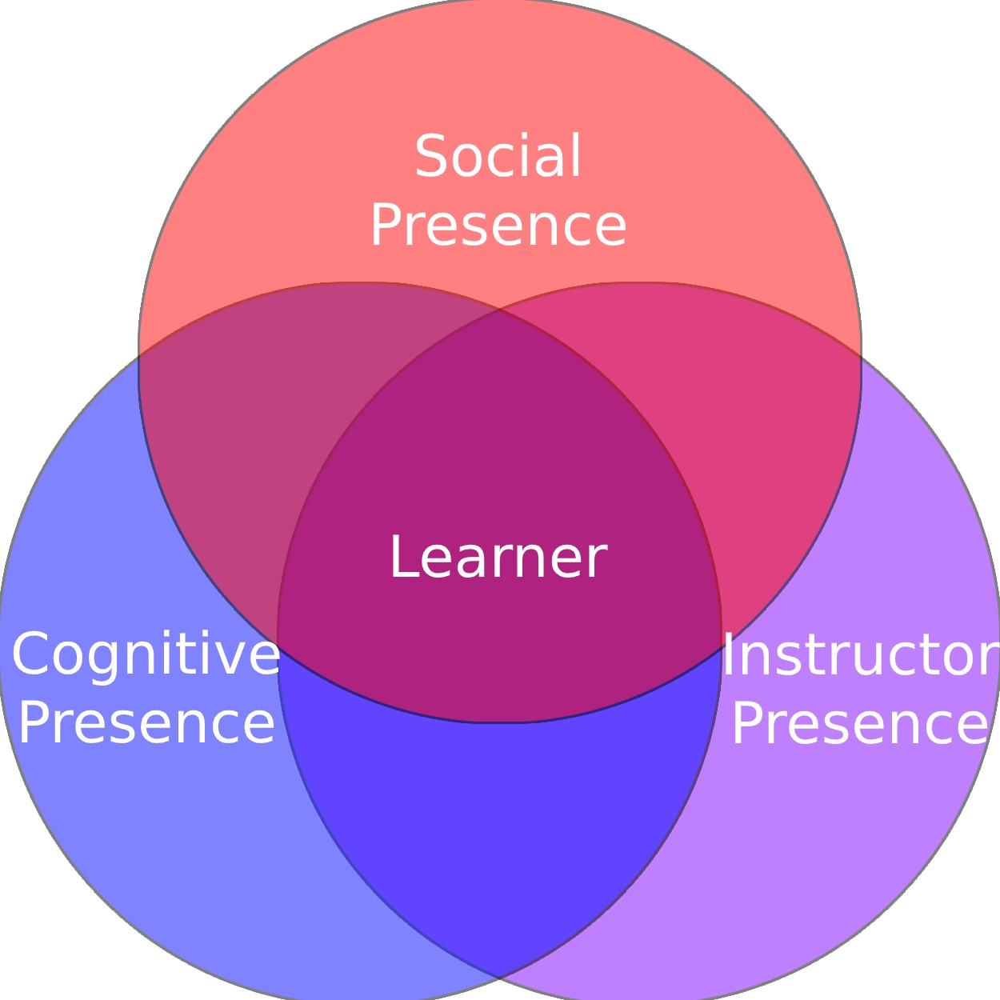 Social
Presence
Learner
Cognitive
Presence
Instructor
Presence